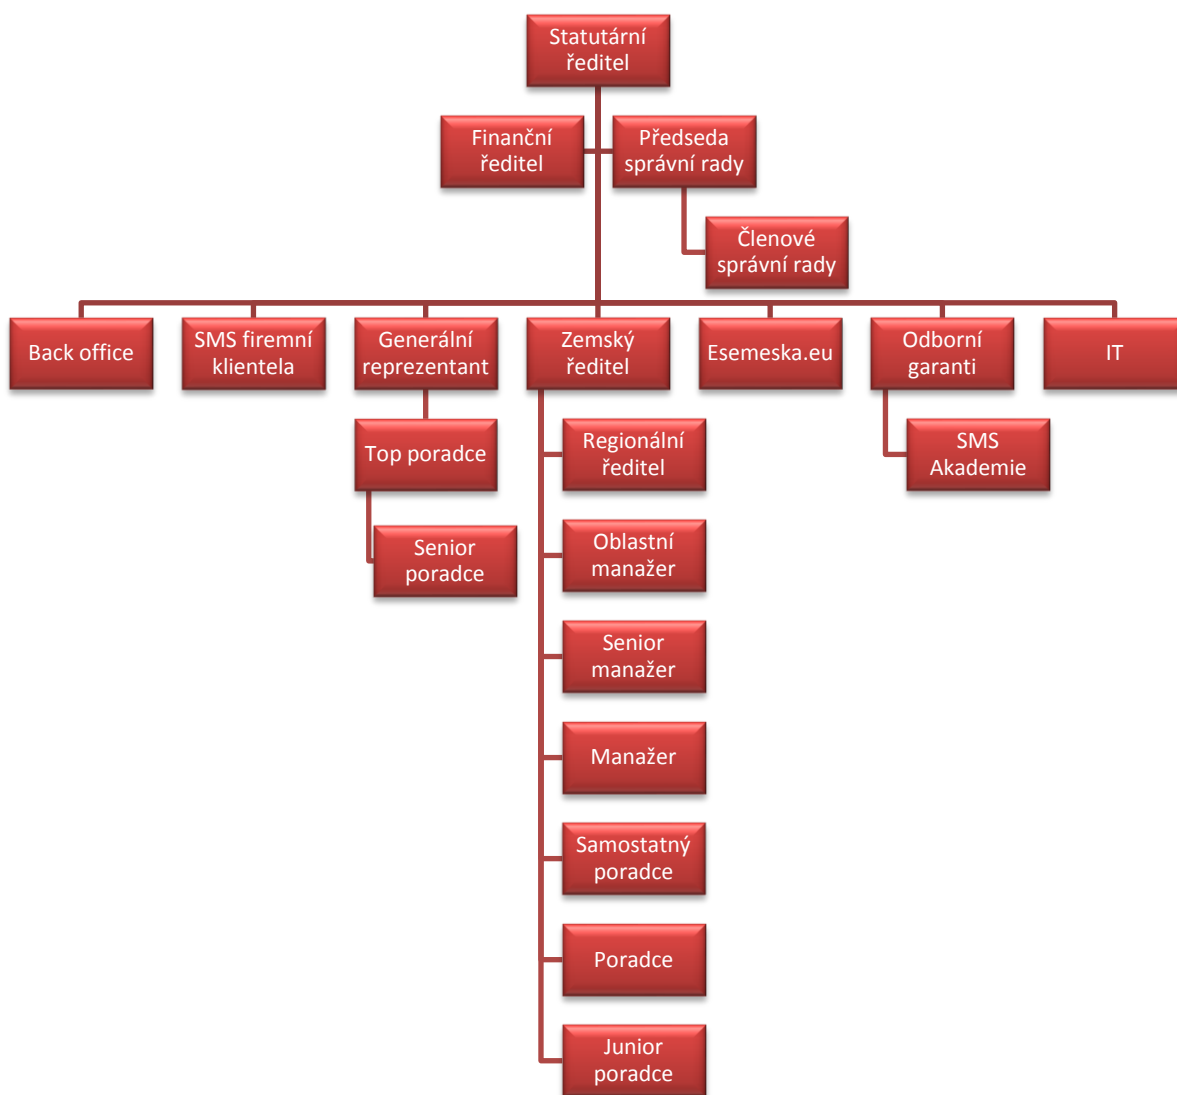 Statutární
ředitel
Finanční
ředitel
Předseda
správní rady
Členové
správní rady
Back office
SMS firemní
klientela
Generální
reprezentant
Zemský
ředitel
Esemeska.eu
Odborní
garanti
IT
Top poradce
Senior
poradce
Regionální
ředitel
Oblastní
manažer
Senior
manažer
Manažer
Samostatný
poradce
Poradce
Junior
poradce
SMS
Akademie